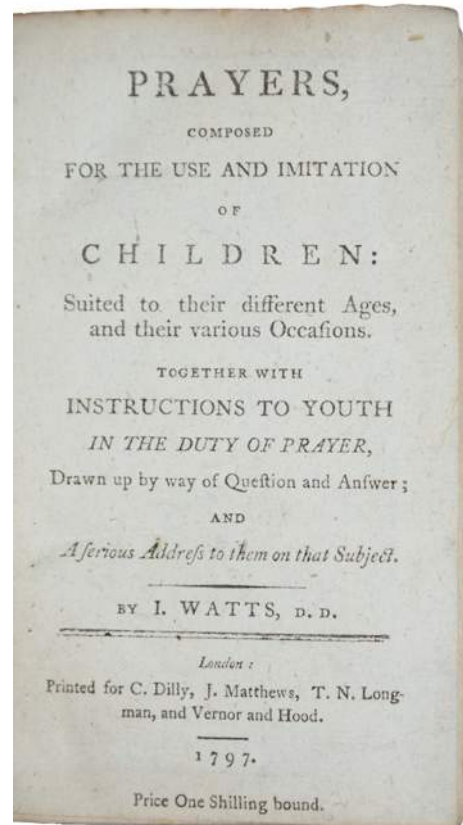 PRAYERS,
COMPOSED
FOR THE USE AND IMITATION
OF
CHILDREN:
Suited to their different Ages,
and their various Occaſions.
TOGETHER WITH
INSTRUCTIONS TO YOUTH
IN THE DUTY OF PRAYER,
Drawn up by way of Queſtion and Anſwer;
AND
A ſerious Addreſs to them on that Subject.
BY I. WATTS, D. D.
London:
Printed for C. Dilly, J. Matthews, T. N. Long-
man, and Vernor and Hood.
1797.
Price One Shilling bound.